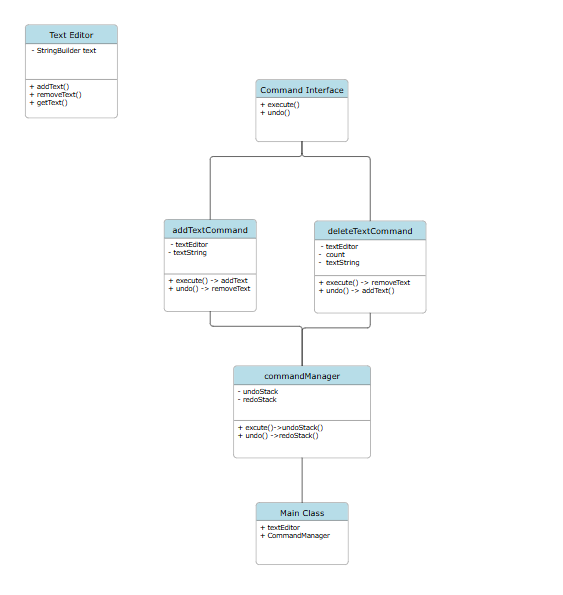 Text Editor
- StringBuilder text
+ addText()
+ removeText()
+ getText()
Command Interface
+ execute()
+ undo()
addTextCommand
- textEditor
- textString
+ execute() -> addText
+ undo() -> removeText
deleteTextCommand
- textEditor
- count
- textString
+ execute() -> removeText
+ undo() -> addText()
commandManager
- undoStack
- redoStack
+ excute()->undoStack()
+ undo() ->redoStack()
Main Class
+ textEditor
+ CommandManager